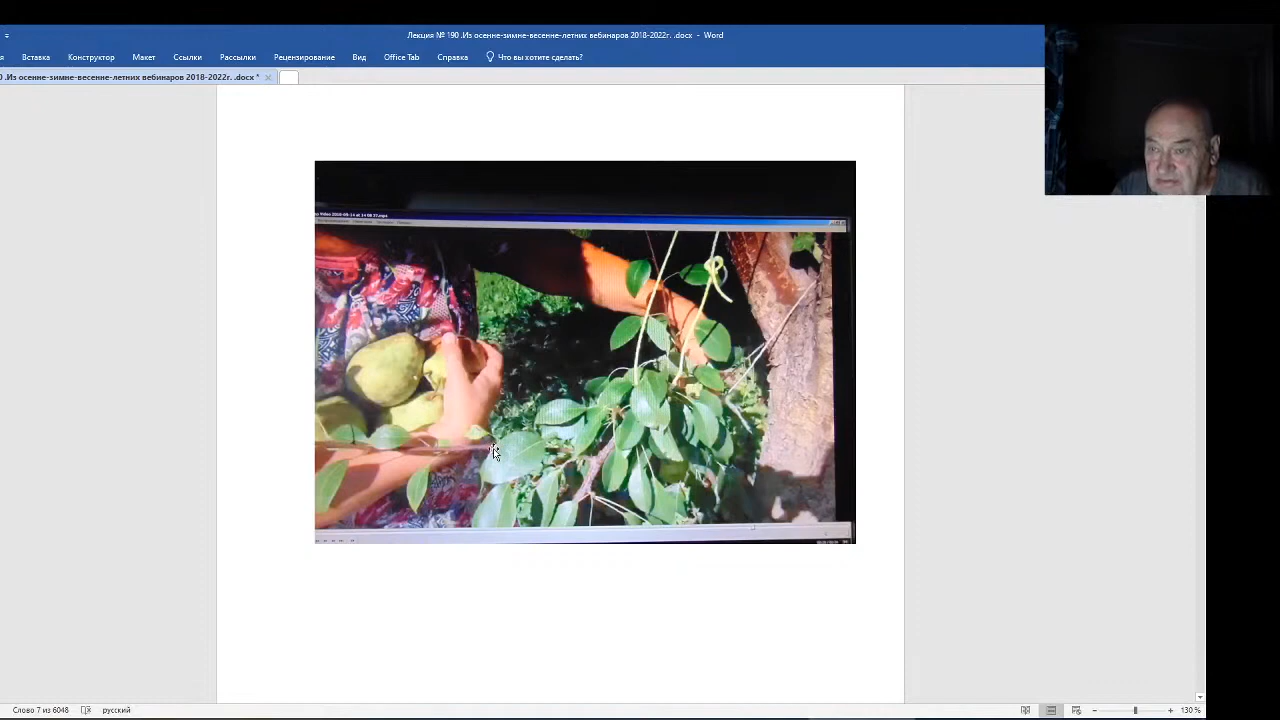 Лекция № 190 .Из осенне-зимне-весенне-летних вебинаров 2018-2022г. .docx - Word
Вставка Конструктор Макет Ссылки Рассылки Рецензирование Вид Office Tab Справка Что вы хотите сделать?
.Из осенне-зимне-весенне-летних вебинаров 2018-2022г. .docx *
Слово 7 из 6048 русский 130 %